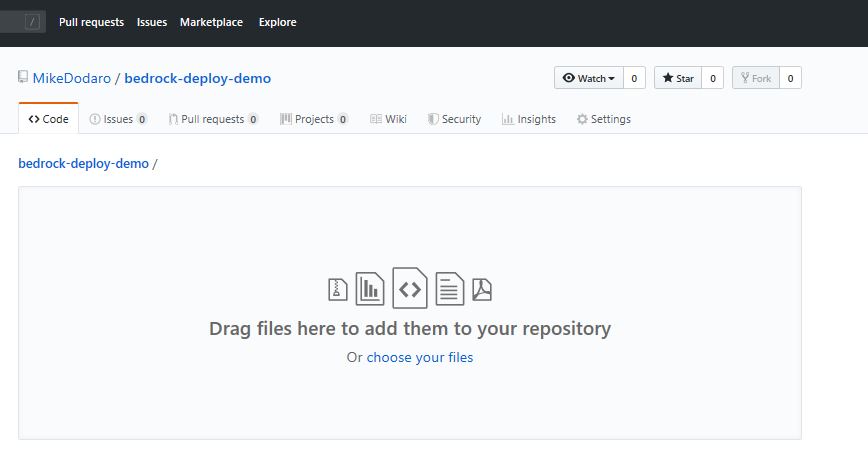 / Pull requests Issues Marketplace Explore
MikeDodaro / bedrock-deploy-demo Watch 0 Star 0 Fork 0
Code Issues 0 Pull requests 0 Projects 0 Wiki Security Insights Settings
bedrock-deploy-demo /
Drag files here to add them to your repository
Or choose your files